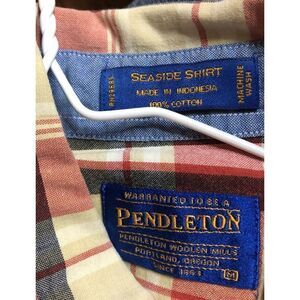 SEASIDE SHIRT
MADE IN INDONESIA
100% COTTON
MACHINE
WASH
WARRANTED TO BE A
PENDLETON
PENDLETON WOOLEN MILLS
PORTLAND, OREGON
SINCE 1863
M